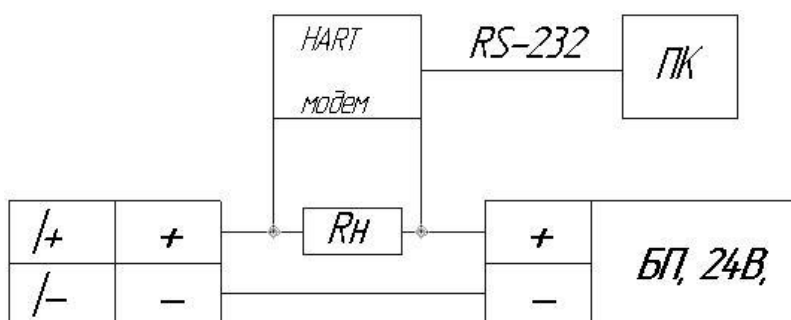 HART
модем
RS-232
ПК
I+ + Rн + БП, 24В,
I- - -